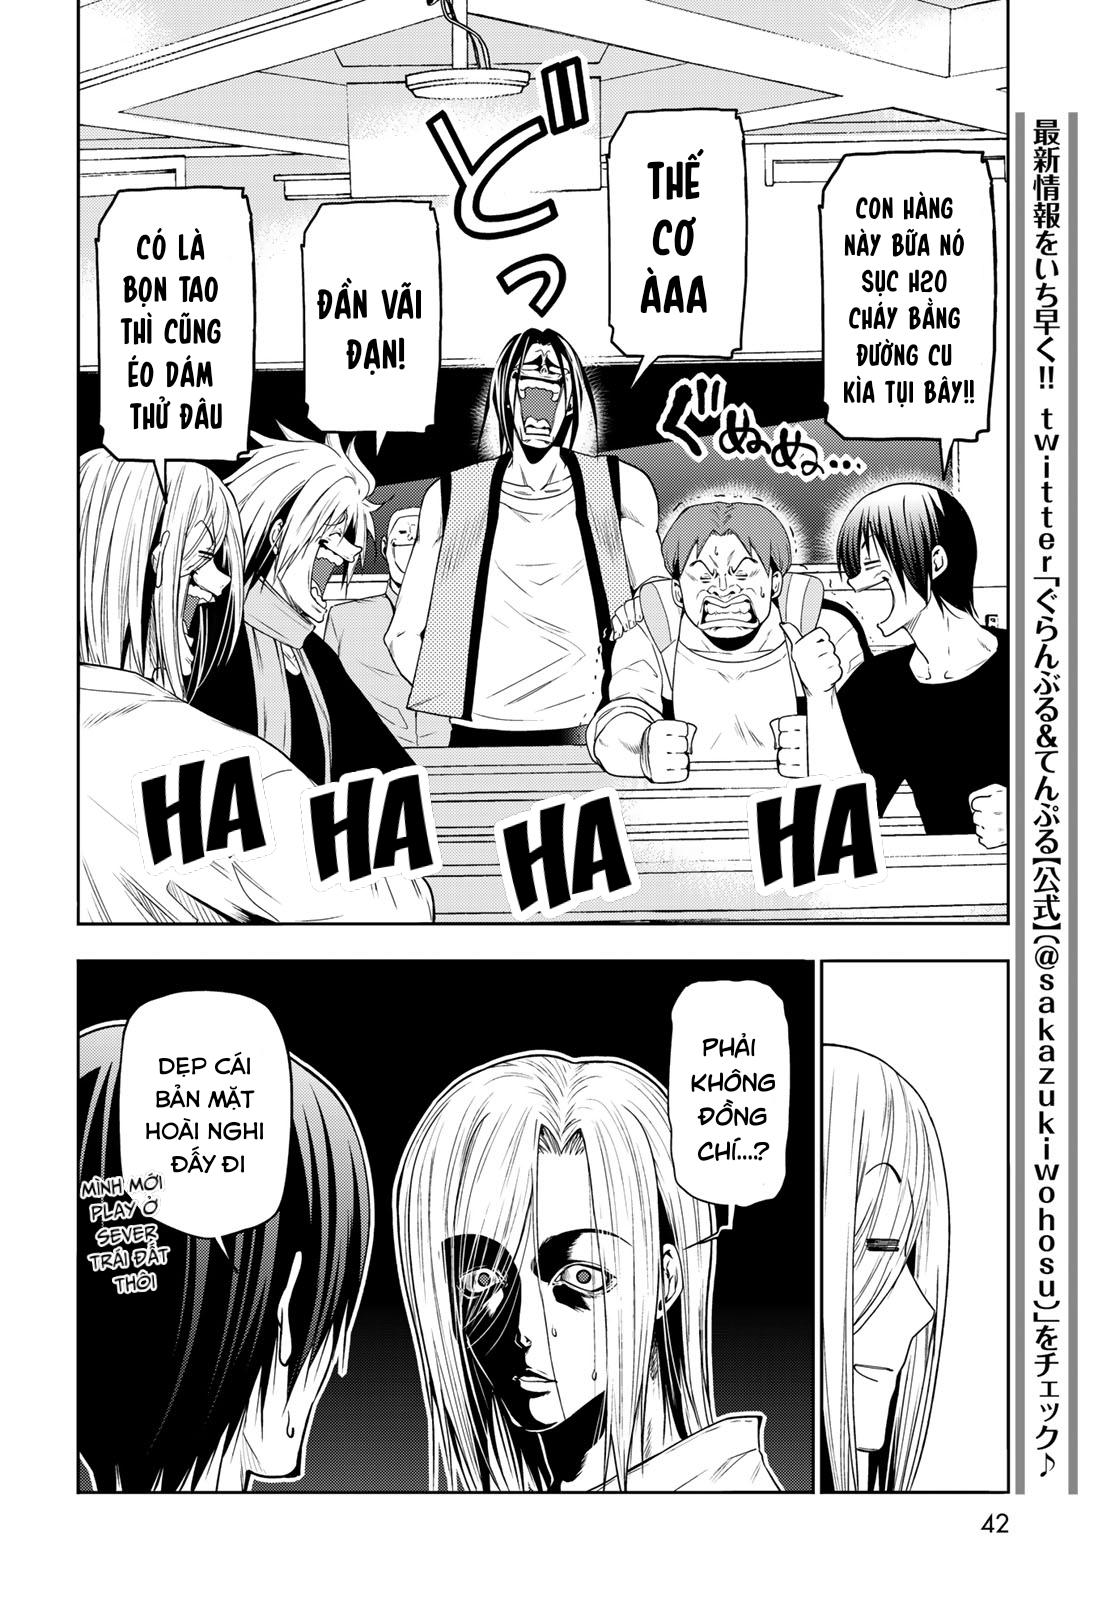 最新情報をいち早く!! twitter「ぐらんぶる&てんぷる【公式】(@sakazukiwohosu)」をチェック♪
CON HÀNG
NÀY BỮA NÓ
SỤC H2O
CHÁY BẰNG
ĐƯỜNG CU
KÌA TỤI BÂY!!
THẾ
CƠ
ÀAA
どっ
ぐぬぬ…
ĐẦN VÃI
ĐẠN!
CÓ LÀ
BỌN TAO
THÌ CŨNG
ÉO DÁM
THỬ ĐÂU
HA
HA
HA
HA
PHẢI
KHÔNG
ĐỒNG
CHÍ....?
DẸP CÁI
BẢN MẶT
HOÀI NGHI
ĐẤY ĐI
MÌNH MỚI
PLAY Ở
SEVER
TRÁI ĐẤT
THÔI
42